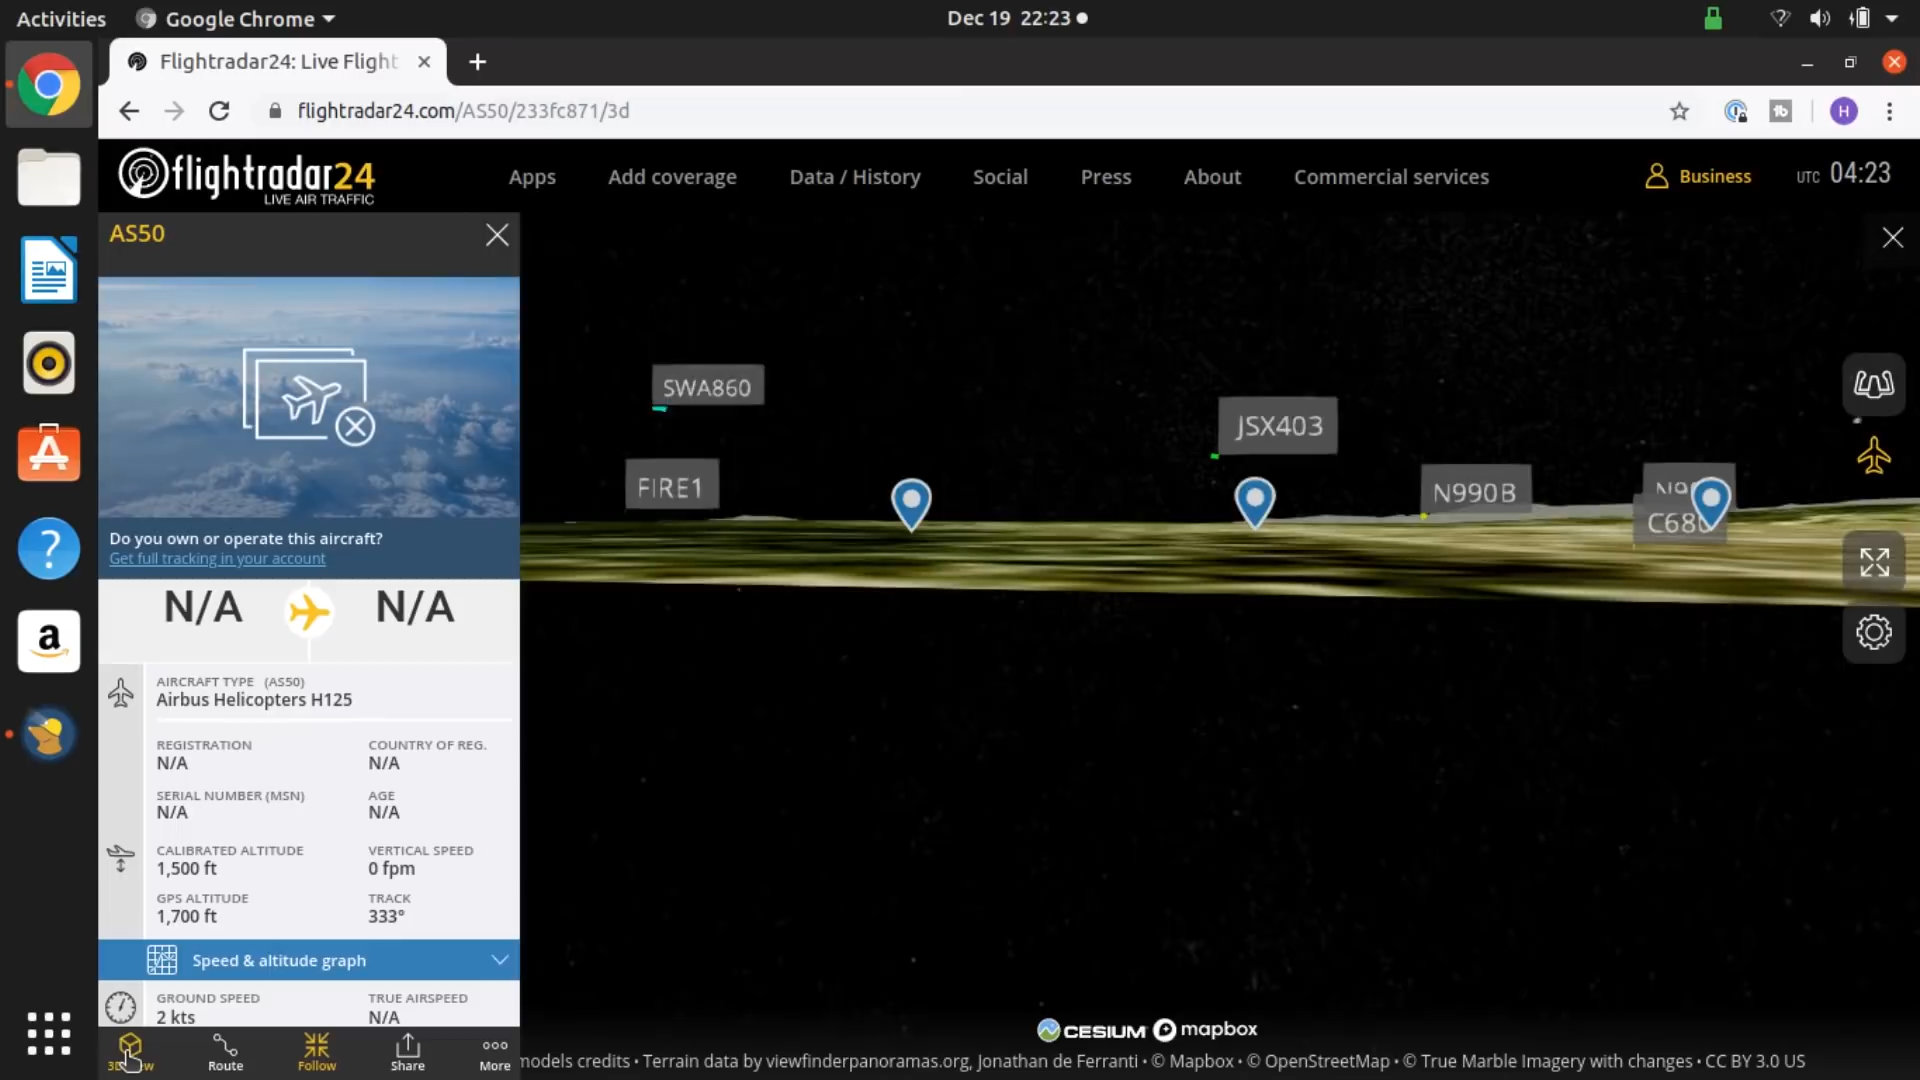 Activities
Google Chrome
Dec 19 22:23
Flightradar24: Live Flight
flightradar24.com/AS50/233fc871/3d
H
flightradar24
LIVE AIR TRAFFIC
Apps
Add coverage
Data / History
Social
Press
About
Commercial services
Business
UTC 04:23
AS50
Do you own or operate this aircraft?
Get full tracking in your account
N/A
N/A
AIRCRAFT TYPE (AS50)
Airbus Helicopters H125
REGISTRATION
N/A
COUNTRY OF REG.
N/A
SERIAL NUMBER (MSN)
N/A
AGE
N/A
CALIBRATED ALTITUDE
1,500 ft
VERTICAL SPEED
0 fpm
GPS ALTITUDE
1,700 ft
TRACK
333°
Speed & altitude graph
GROUND SPEED
2 kts
TRUE AIRSPEED
N/A
Route
Follow
Share
More
SWA860
FIRE1
JSX403
N990B
CESIUM
mapbox
models credits • Terrain data by viewfinderpanoramas.org, Jonathan de Ferranti • © Mapbox • © OpenStreetMap • © True Marble Imagery with changes • CC BY 3.0 US